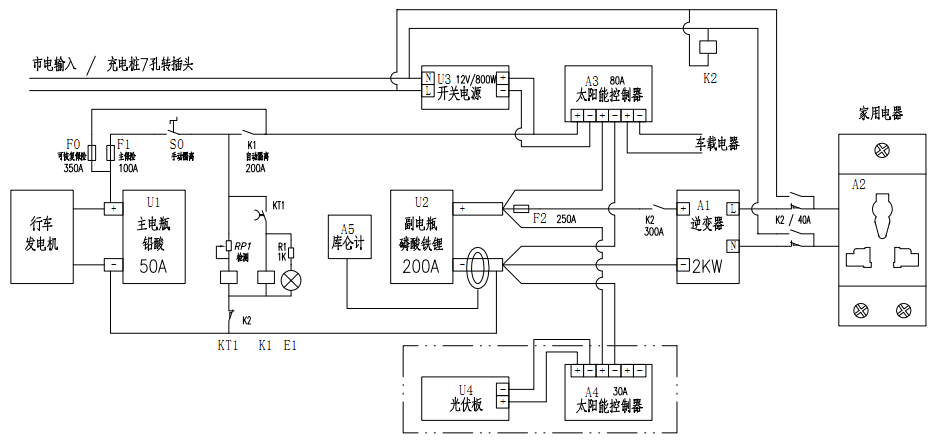 K2
市电输入 / 充电桩7孔转插头
N U3 12V/800W +
L 开关电源 −
A3 80A
太阳能控制器
+ − + − + −
家用电器
F0
可恢复保险
350A
F1
主保险
100A
S0
手动隔离
K1
自动隔离
200A
车载电器
行车
发电机
+ U1
主电瓶
铅酸
− 50A
KT1
RP1
检测
R1
1K
A5
库仑计
U2
+ 副电瓶
磷酸铁锂
− 200A
F2 250A
K2
300A
+ A1 L
逆变器
N
− 2KW
K2 / 40A
A2
K2
KT1 K1 E1
U4 −
光伏板 +
+ − + − + −
A4 30A
太阳能控制器